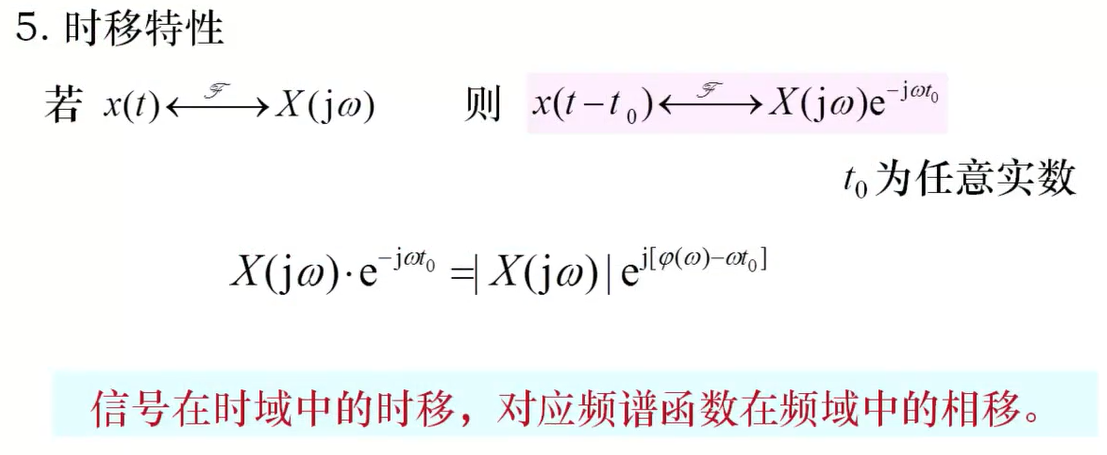 5. 时移特性
若 x(t) ←ℱ→ X(jω) 则 x(t−t₀) ←ℱ→ X(jω)e^{−jωt₀}
t₀为任意实数
X(jω)·e^{−jωt₀} =| X(jω) | e^{j[φ(ω)−ωt₀]}
信号在时域中的时移，对应频谱函数在频域中的相移。